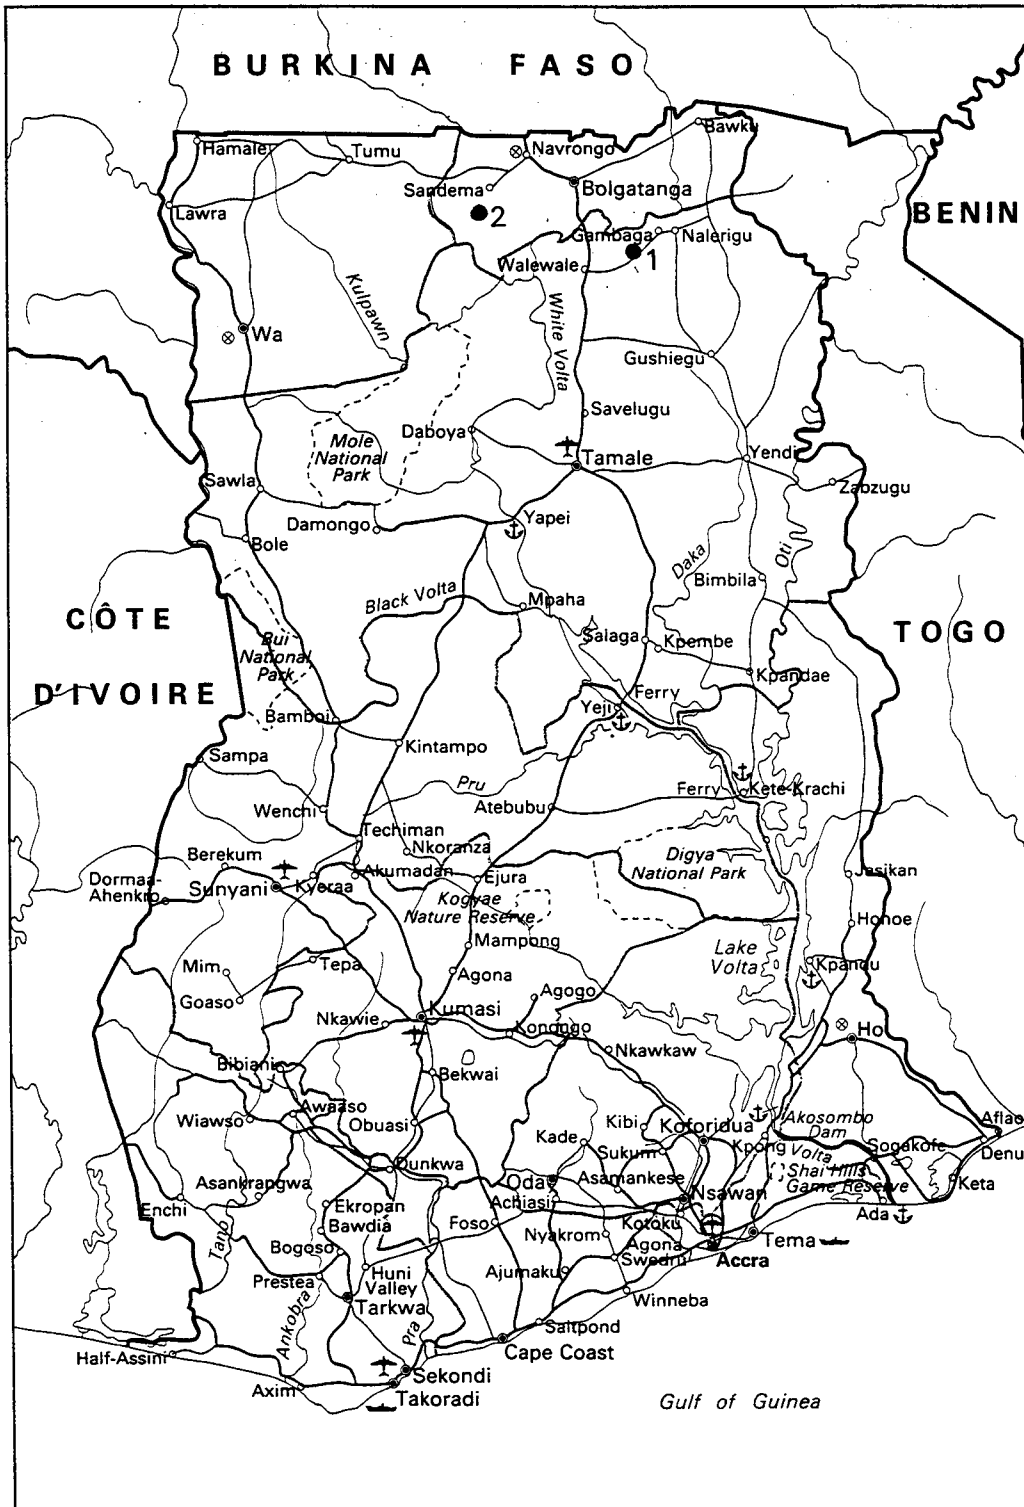 BURKINA FASO
Bawku
Hamale
Tumu
Navrongo
Sandema
Bolgatanga
Lawra
2
BENIN
Gambaga
Nalerigu
Walewale
1
Kulpawn
White Volta
Wa
Gushiegu
Savelugu
Daboya
Mole
National
Park
Tamale
Yendi
Sawla
Zabzugu
Damongo
Yapei
Bole
Daka
Oti
Bimbila
Black Volta
Mpaha
CÔTE
D'IVOIRE
TOGO
Bui
National
Park
Salaga
Kpembe
Kpandae
Ferry
Yeji
Bamboi
Kintampo
Sampa
Pru
Ferry
Kete-Krachi
Wenchi
Atebubu
Techiman
Nkoranza
Berekum
Digya
National Park
Jasikan
Dormaa-
Ahenkro
Sunyani
Kyeraa
Akumadan
Ejura
Kogyae
Nature Reserve
Hohoe
Mampong
Lake
Volta
Mim
Tepa
Agona
Kpandu
Goaso
Agogo
Kumasi
Nkawie
Konongo
Ho
Nkawkaw
Bibiani
Bekwai
Awaaso
Wiawso
Obuasi
Kibi
Koforidua
Akosombo
Dam
Aflao
Kade
Kpong
Volta
Sogakofe
Denu
Sukum
Dunkwa
Shai Hills
Game Reserve
Oda
Asamankese
Keta
Asankrangwa
Nsawan
Enchi
Achiasi
Ada
Ekropan
Foso
Kotoku
Bawdia
Tano
Nyakrom
Agona
Swedru
Tema
Bogoso
Accra
Prestea
Huni
Valley
Ajumaku
Tarkwa
Winneba
Ankobra
Pra
Saltpond
Half-Assini
Cape Coast
Sekondi
Axim
Takoradi
Gulf of Guinea